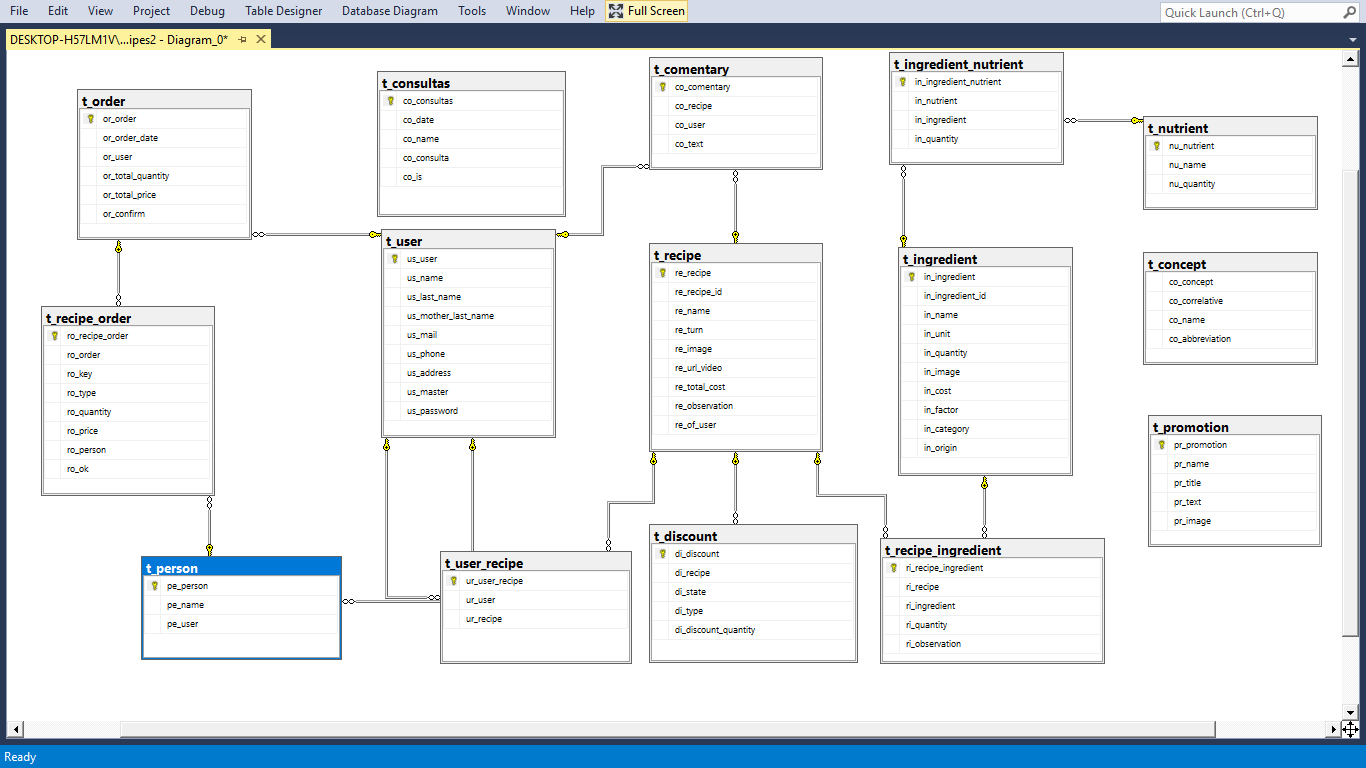 File Edit View Project Debug Table Designer Database Diagram Tools Window Help Full Screen
Quick Launch (Ctrl+Q)
DESKTOP-H57LM1V\...ipes2 - Diagram_0*
t_order
or_order
or_order_date
or_user
or_total_quantity
or_total_price
or_confirm
t_consultas
co_consultas
co_date
co_name
co_consulta
co_is
t_comentary
co_comentary
co_recipe
co_user
co_text
t_ingredient_nutrient
in_ingredient_nutrient
in_nutrient
in_ingredient
in_quantity
t_nutrient
nu_nutrient
nu_name
nu_quantity
t_user
us_user
us_name
us_last_name
us_mother_last_name
us_mail
us_phone
us_address
us_master
us_password
t_recipe
re_recipe
re_recipe_id
re_name
re_turn
re_image
re_url_video
re_total_cost
re_observation
re_of_user
t_ingredient
in_ingredient
in_ingredient_id
in_name
in_unit
in_quantity
in_image
in_cost
in_factor
in_category
in_origin
t_concept
co_concept
co_correlative
co_name
co_abbreviation
t_recipe_order
ro_recipe_order
ro_order
ro_key
ro_type
ro_quantity
ro_price
ro_person
ro_ok
t_promotion
pr_promotion
pr_name
pr_title
pr_text
pr_image
t_person
pe_person
pe_name
pe_user
t_user_recipe
ur_user_recipe
ur_user
ur_recipe
t_discount
di_discount
di_recipe
di_state
di_type
di_discount_quantity
t_recipe_ingredient
ri_recipe_ingredient
ri_recipe
ri_ingredient
ri_quantity
ri_observation
Ready